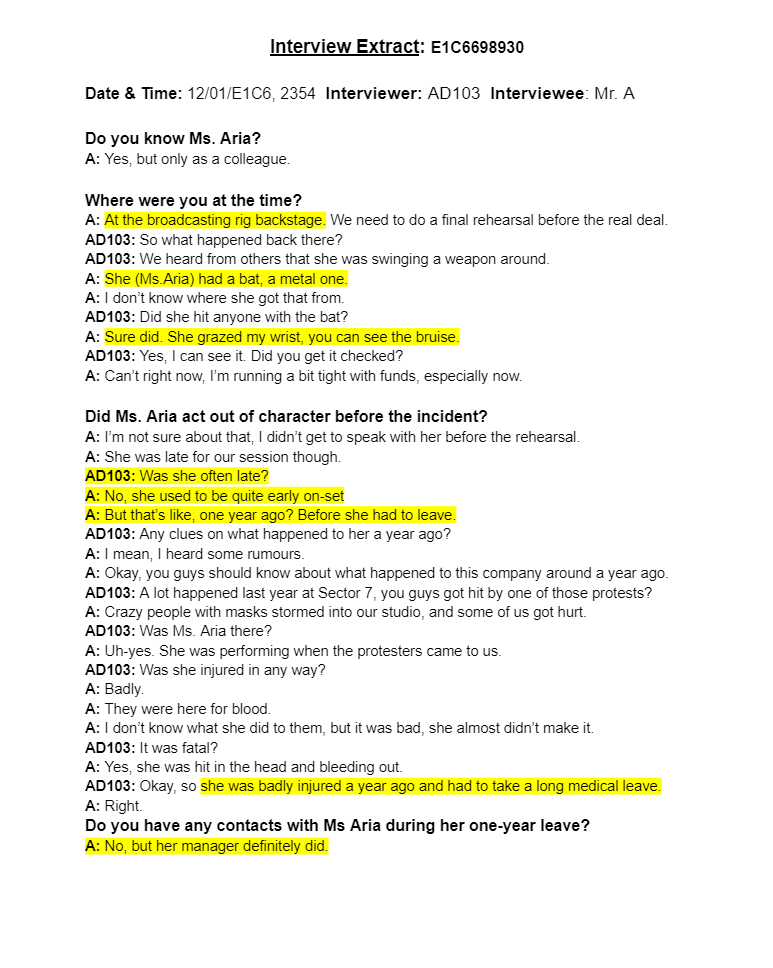 Interview Extract: E1C6698930
Date & Time: 12/01/E1C6, 2354 Interviewer: AD103 Interviewee: Mr. A
Do you know Ms. Aria?
A: Yes, but only as a colleague.
Where were you at the time?
A: At the broadcasting rig backstage. We need to do a final rehearsal before the real deal.
AD103: So what happened back there?
AD103: We heard from others that she was swinging a weapon around.
A: She (Ms.Aria) had a bat, a metal one.
A: I don’t know where she got that from.
AD103: Did she hit anyone with the bat?
A: Sure did. She grazed my wrist, you can see the bruise.
AD103: Yes, I can see it. Did you get it checked?
A: Can’t right now, I’m running a bit tight with funds, especially now.
Did Ms. Aria act out of character before the incident?
A: I’m not sure about that, I didn’t get to speak with her before the rehearsal.
A: She was late for our session though.
AD103: Was she often late?
A: No, she used to be quite early on-set
A: But that’s like, one year ago? Before she had to leave.
AD103: Any clues on what happened to her a year ago?
A: I mean, I heard some rumours.
A: Okay, you guys should know about what happened to this company around a year ago.
AD103: A lot happened last year at Sector 7, you guys got hit by one of those protests?
A: Crazy people with masks stormed into our studio, and some of us got hurt.
AD103: Was Ms. Aria there?
A: Uh-yes. She was performing when the protesters came to us.
AD103: Was she injured in any way?
A: Badly.
A: They were here for blood.
A: I don’t know what she did to them, but it was bad, she almost didn’t make it.
AD103: It was fatal?
A: Yes, she was hit in the head and bleeding out.
AD103: Okay, so she was badly injured a year ago and had to take a long medical leave.
A: Right.
Do you have any contacts with Ms Aria during her one-year leave?
A: No, but her manager definitely did.